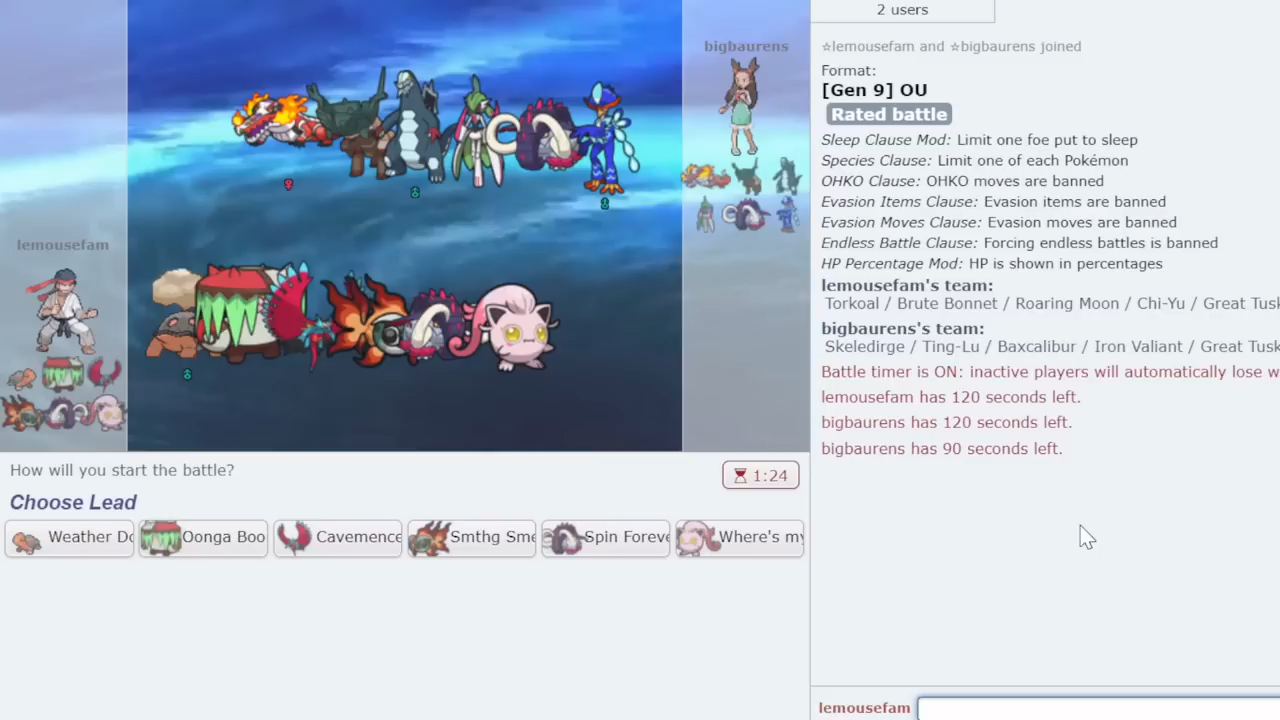 2 users
bigbaurens
lemousefam
☆lemousefam and ☆bigbaurens joined
Format:
[Gen 9] OU
Rated battle
Sleep Clause Mod: Limit one foe put to sleep
Species Clause: Limit one of each Pokémon
OHKO Clause: OHKO moves are banned
Evasion Items Clause: Evasion items are banned
Evasion Moves Clause: Evasion moves are banned
Endless Battle Clause: Forcing endless battles is banned
HP Percentage Mod: HP is shown in percentages
lemousefam's team:
Torkoal / Brute Bonnet / Roaring Moon / Chi-Yu / Great Tusk
bigbaurens's team:
Skeledirge / Ting-Lu / Baxcalibur / Iron Valiant / Great Tusk
Battle timer is ON: inactive players will automatically lose w
lemousefam has 120 seconds left.
bigbaurens has 120 seconds left.
bigbaurens has 90 seconds left.
How will you start the battle?
1:24
Choose Lead
Weather Do
Oonga Boo
Cavemence
Smthg Sme
Spin Foreve
Where's my
lemousefam